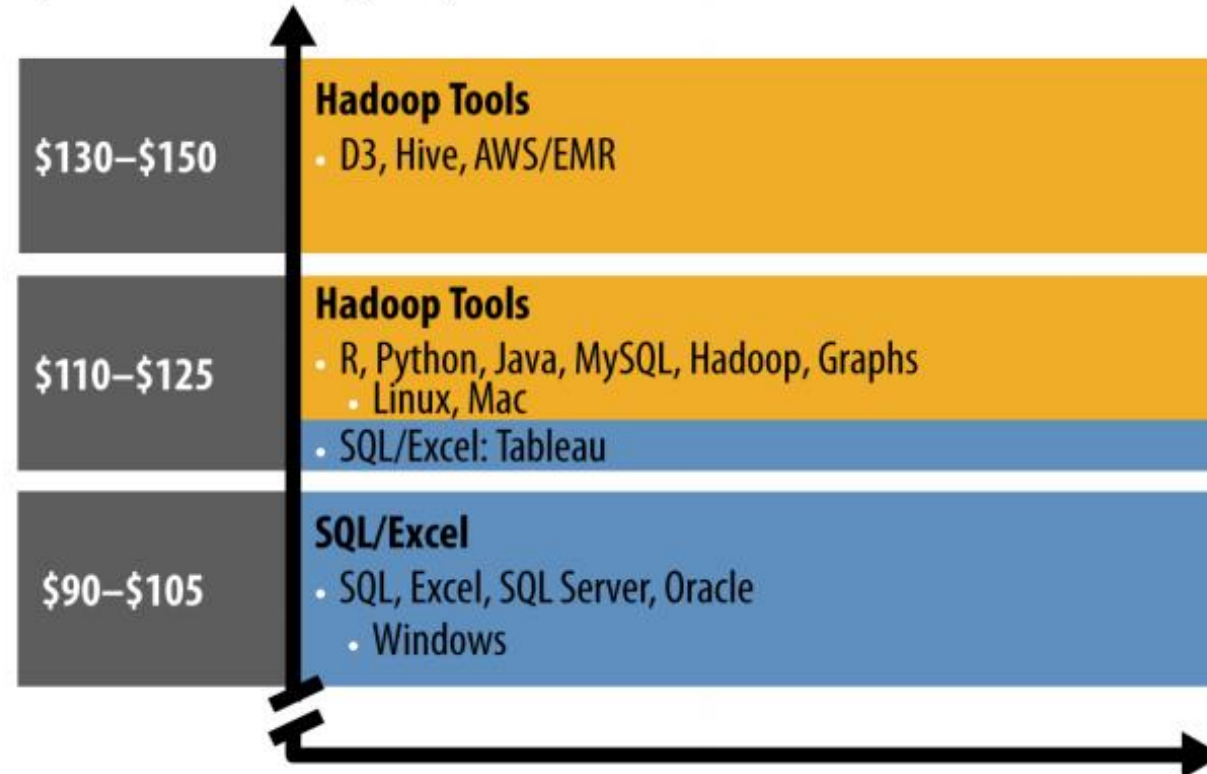 $130–$150
Hadoop Tools
• D3, Hive, AWS/EMR
$110–$125
Hadoop Tools
• R, Python, Java, MySQL, Hadoop, Graphs
• Linux, Mac
• SQL/Excel: Tableau
$90–$105
SQL/Excel
• SQL, Excel, SQL Server, Oracle
• Windows